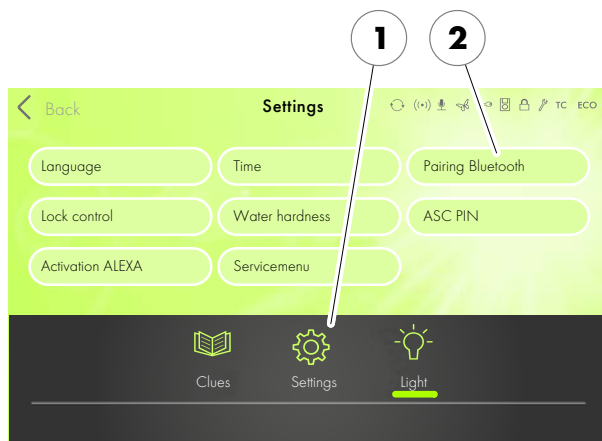 1 2
Back Settings TC ECO
Language Time Pairing Bluetooth
Lock control Water hardness ASC PIN
Activation ALEXA Servicemenu
Clues Settings Light